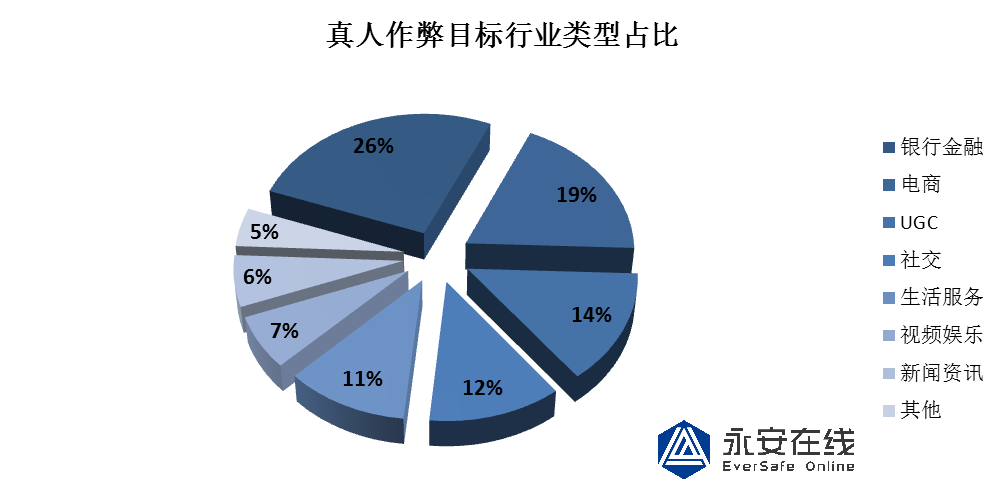 真人作弊目标行业类型占比
26%
19%
14%
12%
11%
7%
6%
5%
银行金融
电商
UGC
社交
生活服务
视频娱乐
新闻资讯
其他
永安在线
EverSafe Online